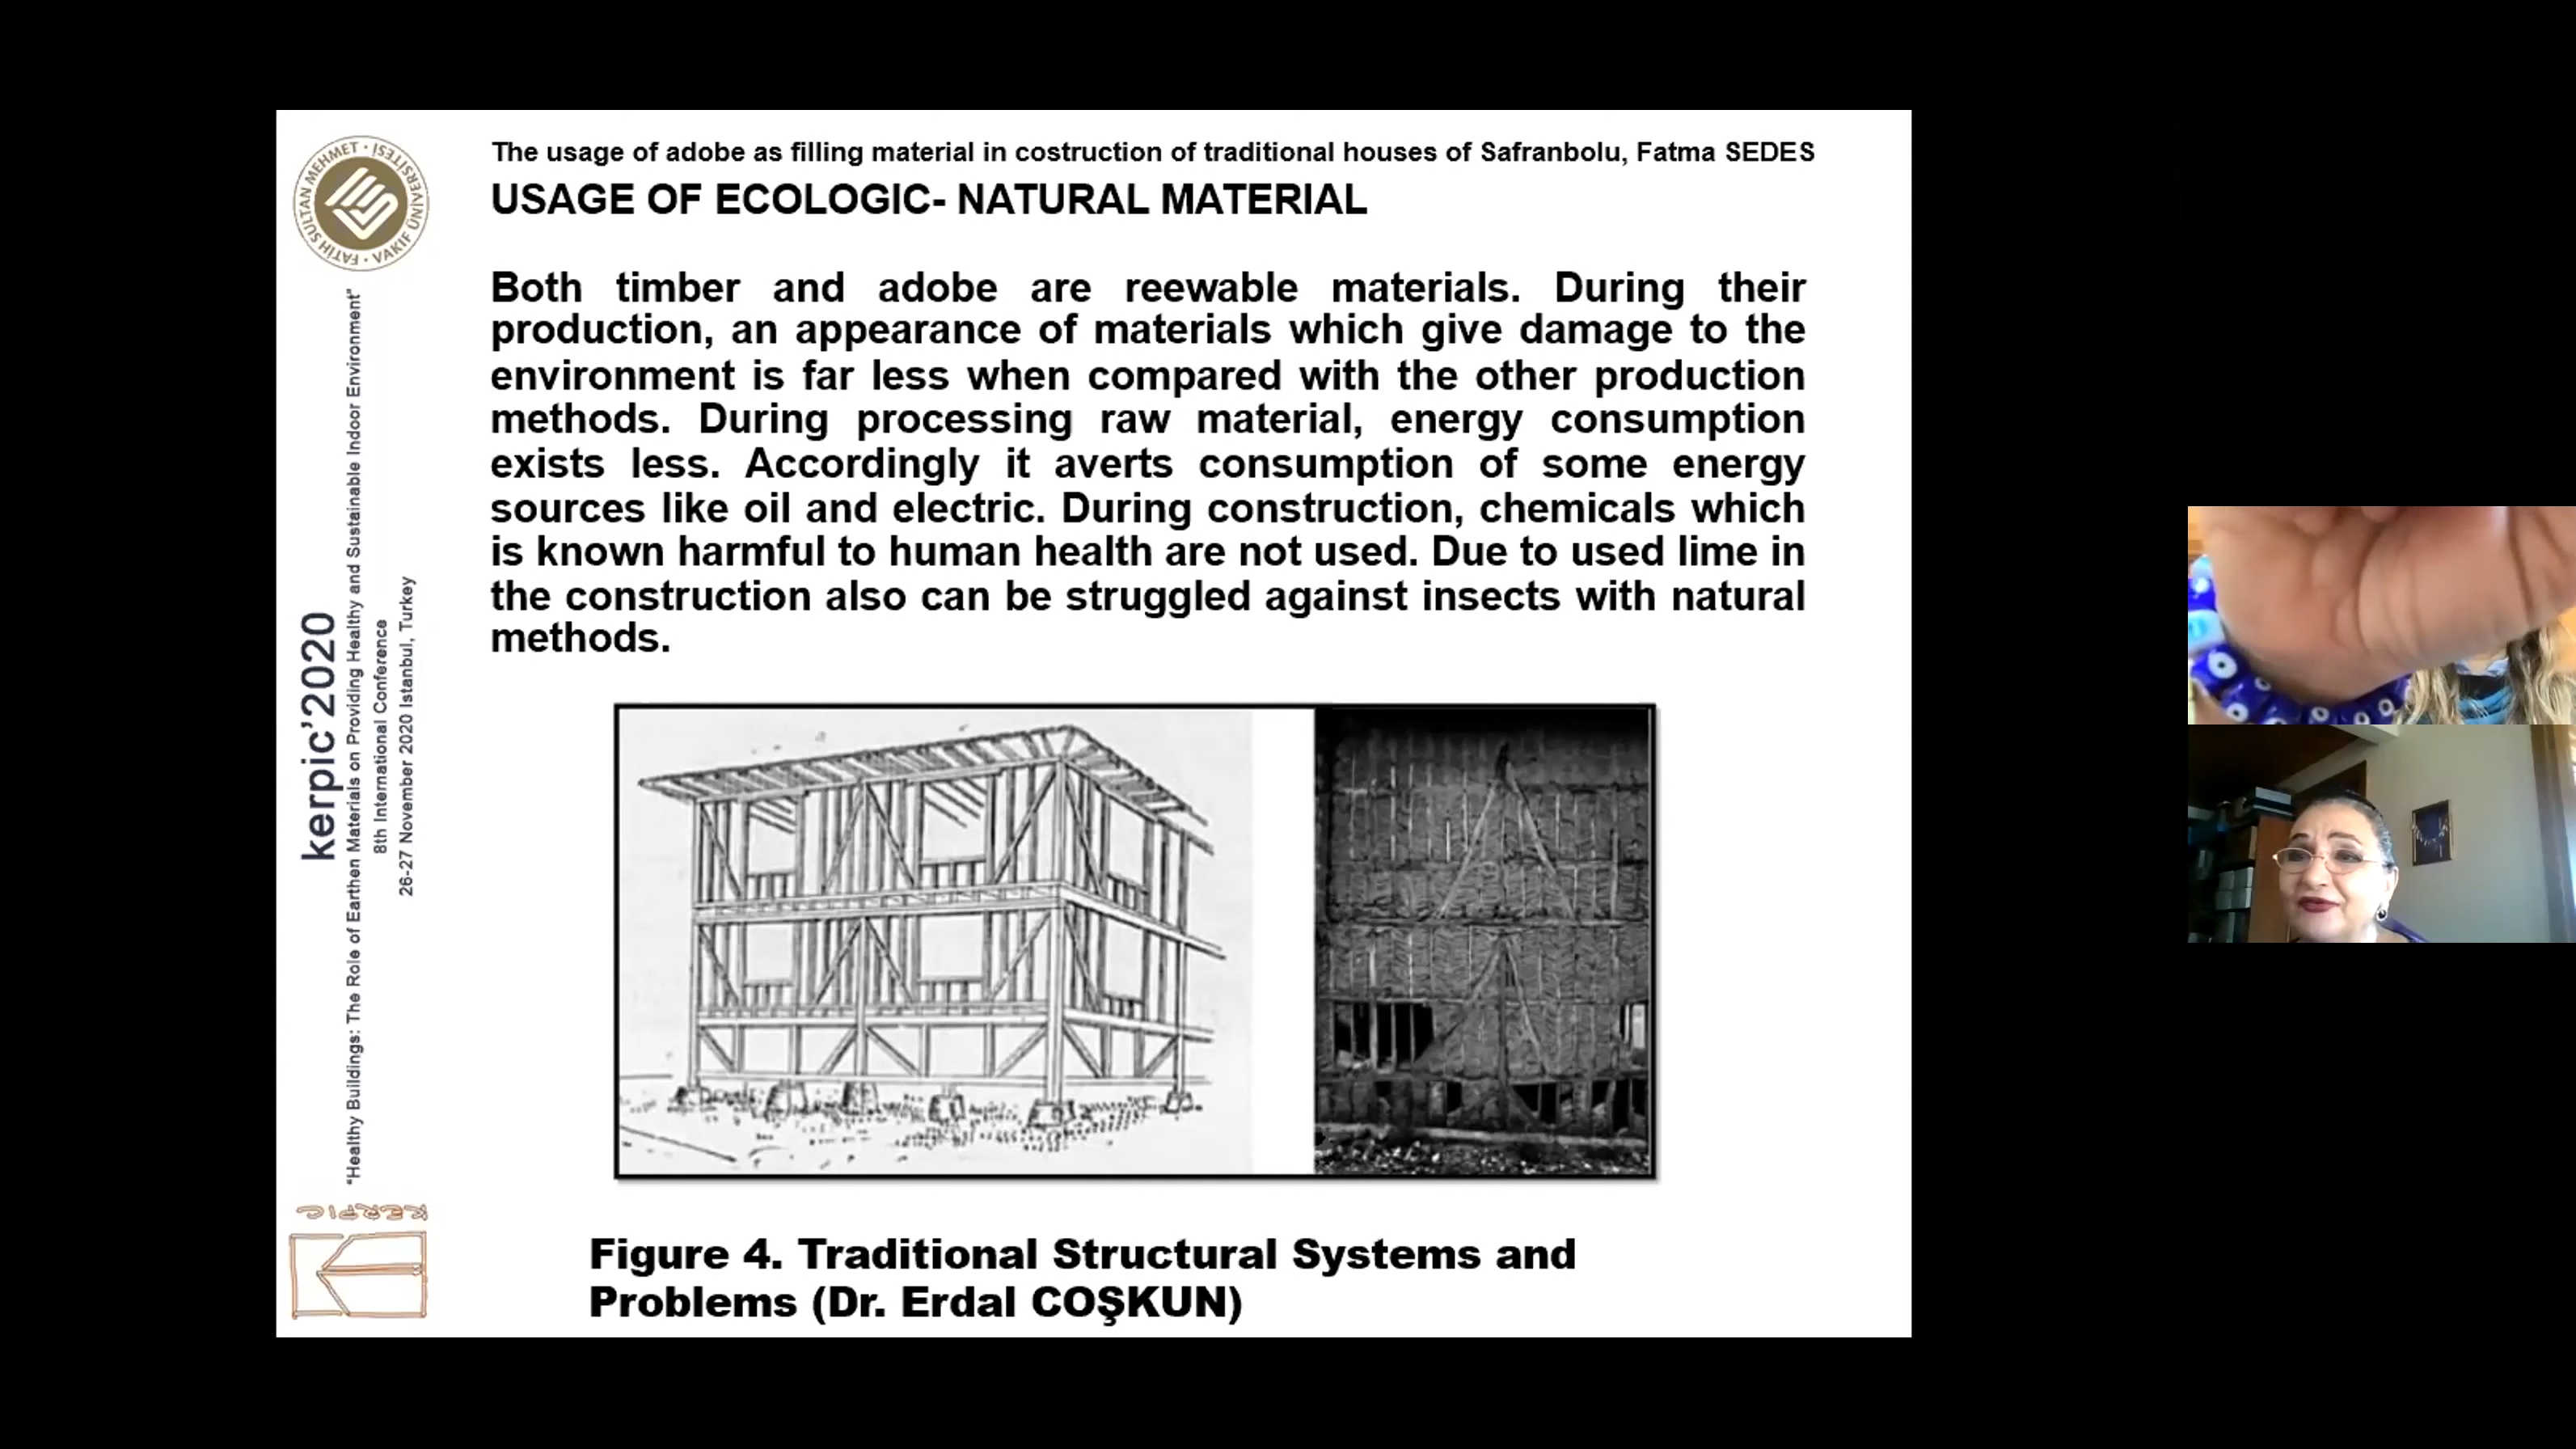 The usage of adobe as filling material in costruction of traditional houses of Safranbolu, Fatma SEDES
USAGE OF ECOLOGIC- NATURAL MATERIAL
Both timber and adobe are reewable materials. During their
production, an appearance of materials which give damage to the
environment is far less when compared with the other production
methods. During processing raw material, energy consumption
exists less. Accordingly it averts consumption of some energy
sources like oil and electric. During construction, chemicals which
is known harmful to human health are not used. Due to used lime in
the construction also can be struggled against insects with natural
methods.
Figure 4. Traditional Structural Systems and
Problems (Dr. Erdal COŞKUN)
FATİH SULTAN MEHMET · VAKIF ÜNİVERSİTESİ ·
kerpic'2020
"Healthy Buildings: The Role of Earthen Materials on Providing Healthy and Sustainable Indoor Environment"
8th International Conference
26-27 November 2020 Istanbul, Turkey
KERPIC